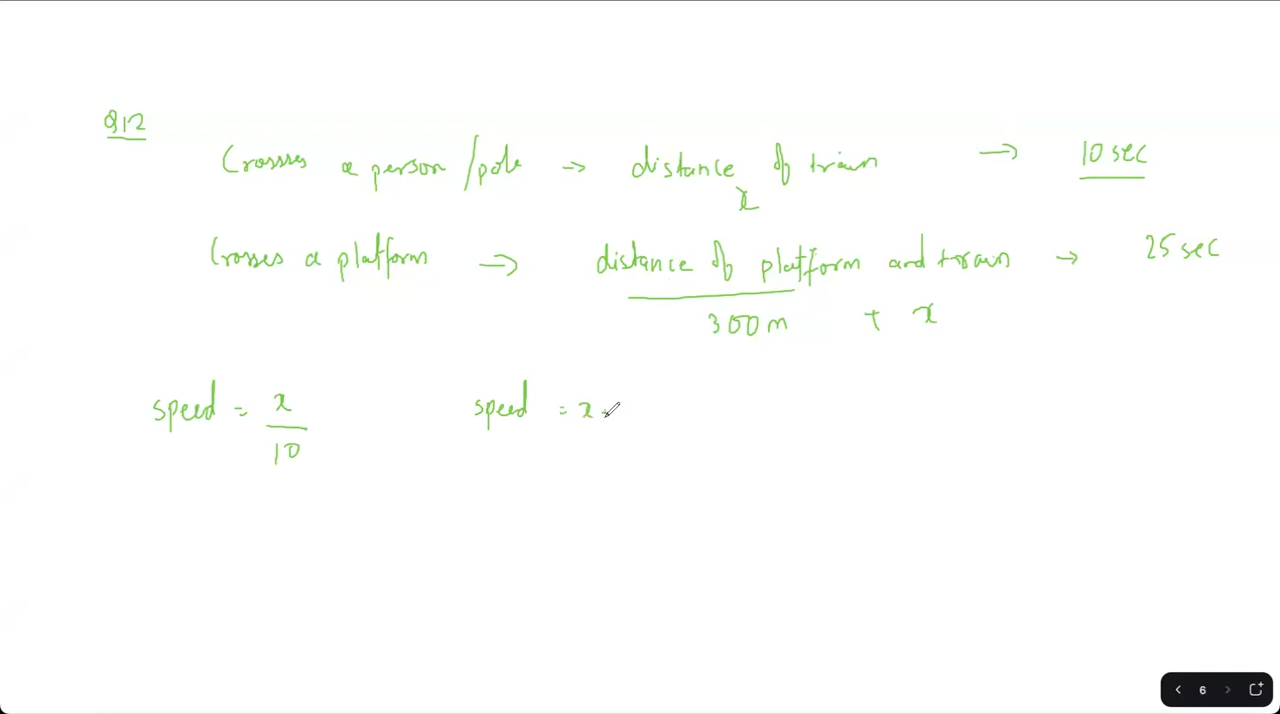 Q12
Crossses a person/pole → distance of train → 10 sec
x
Crosses a platform → distance of platform and train → 25 sec
300 m + x
speed = x/10 speed = x +
6